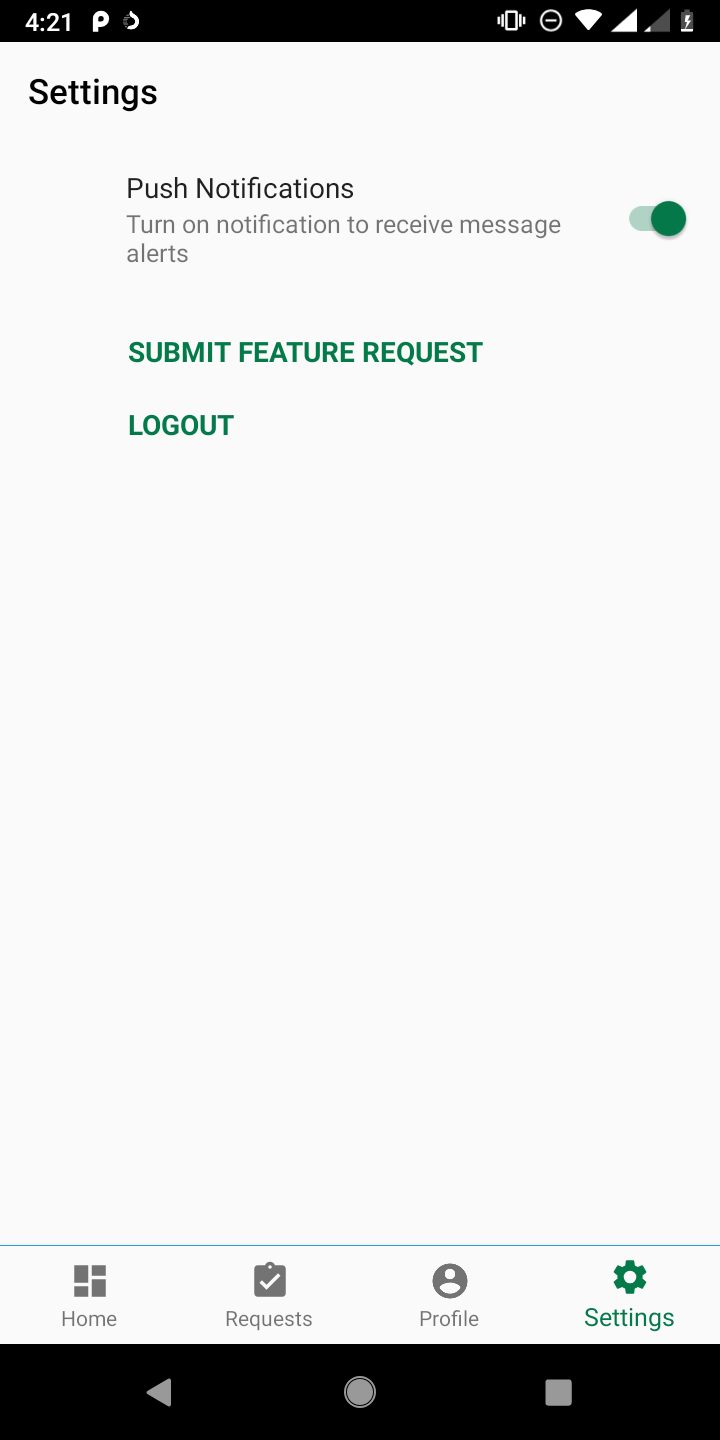 4:21
Settings
Push Notifications
Turn on notification to receive message
alerts
SUBMIT FEATURE REQUEST
LOGOUT
Home
Requests
Profile
Settings